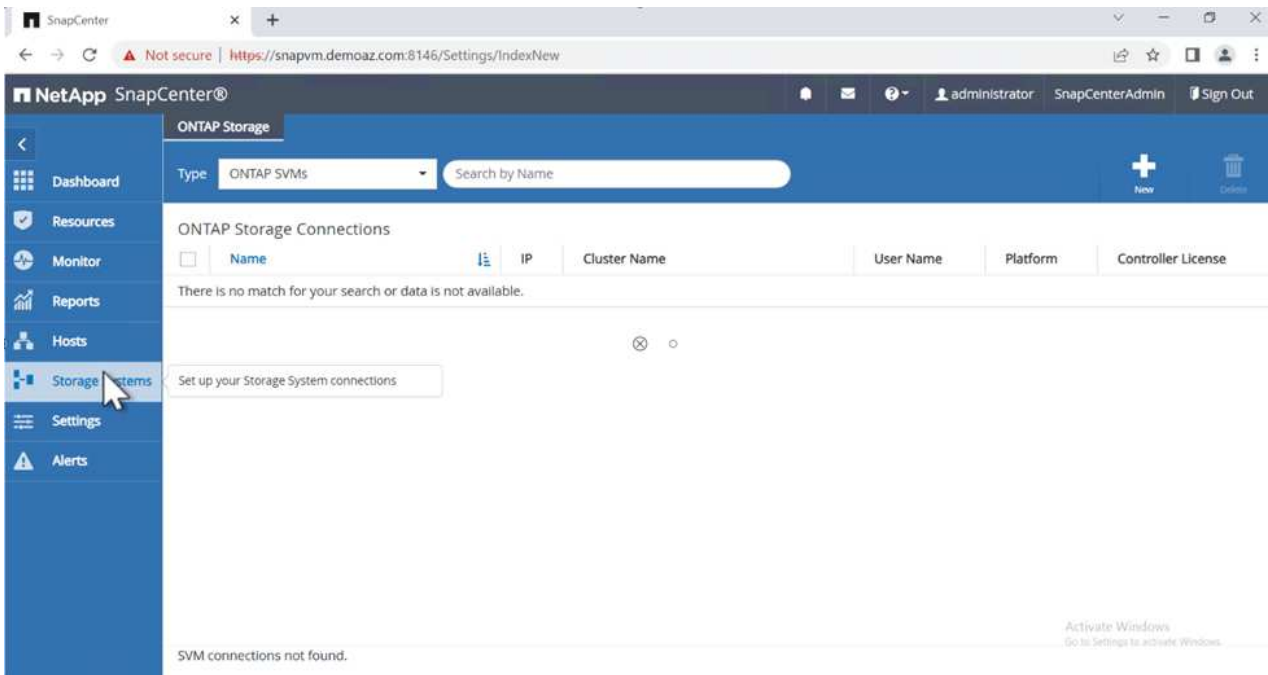 SnapCenter
Not secure | https://snapvm.demoaz.com:8146/Settings/IndexNew
NetApp SnapCenter®
administrator SnapCenterAdmin Sign Out
ONTAP Storage
Type ONTAP SVMs Search by Name
New Delete
Dashboard
Resources
Monitor
Reports
Hosts
Storage
Settings
Alerts
ONTAP Storage Connections
Name IP Cluster Name User Name Platform Controller License
There is no match for your search or data is not available.
Set up your Storage System connections
SVM connections not found.
Activate Windows
Go to Settings to activate Windows.